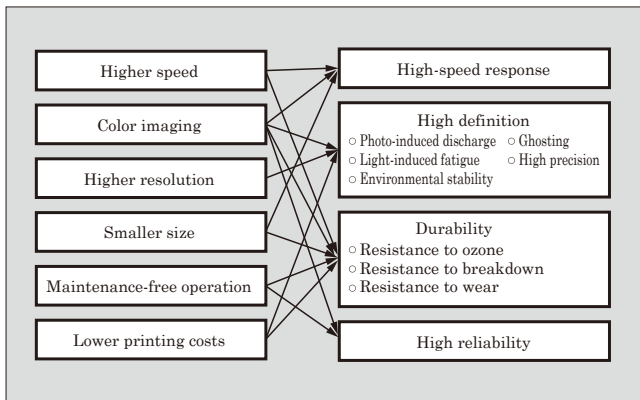 Higher speed
Color imaging
Higher resolution
Smaller size
Maintenance-free operation
Lower printing costs
High-speed response
High definition
○ Photo-induced discharge ○ Ghosting
○ Light-induced fatigue ○ High precision
○ Environmental stability
Durability
○ Resistance to ozone
○ Resistance to breakdown
○ Resistance to wear
High reliability